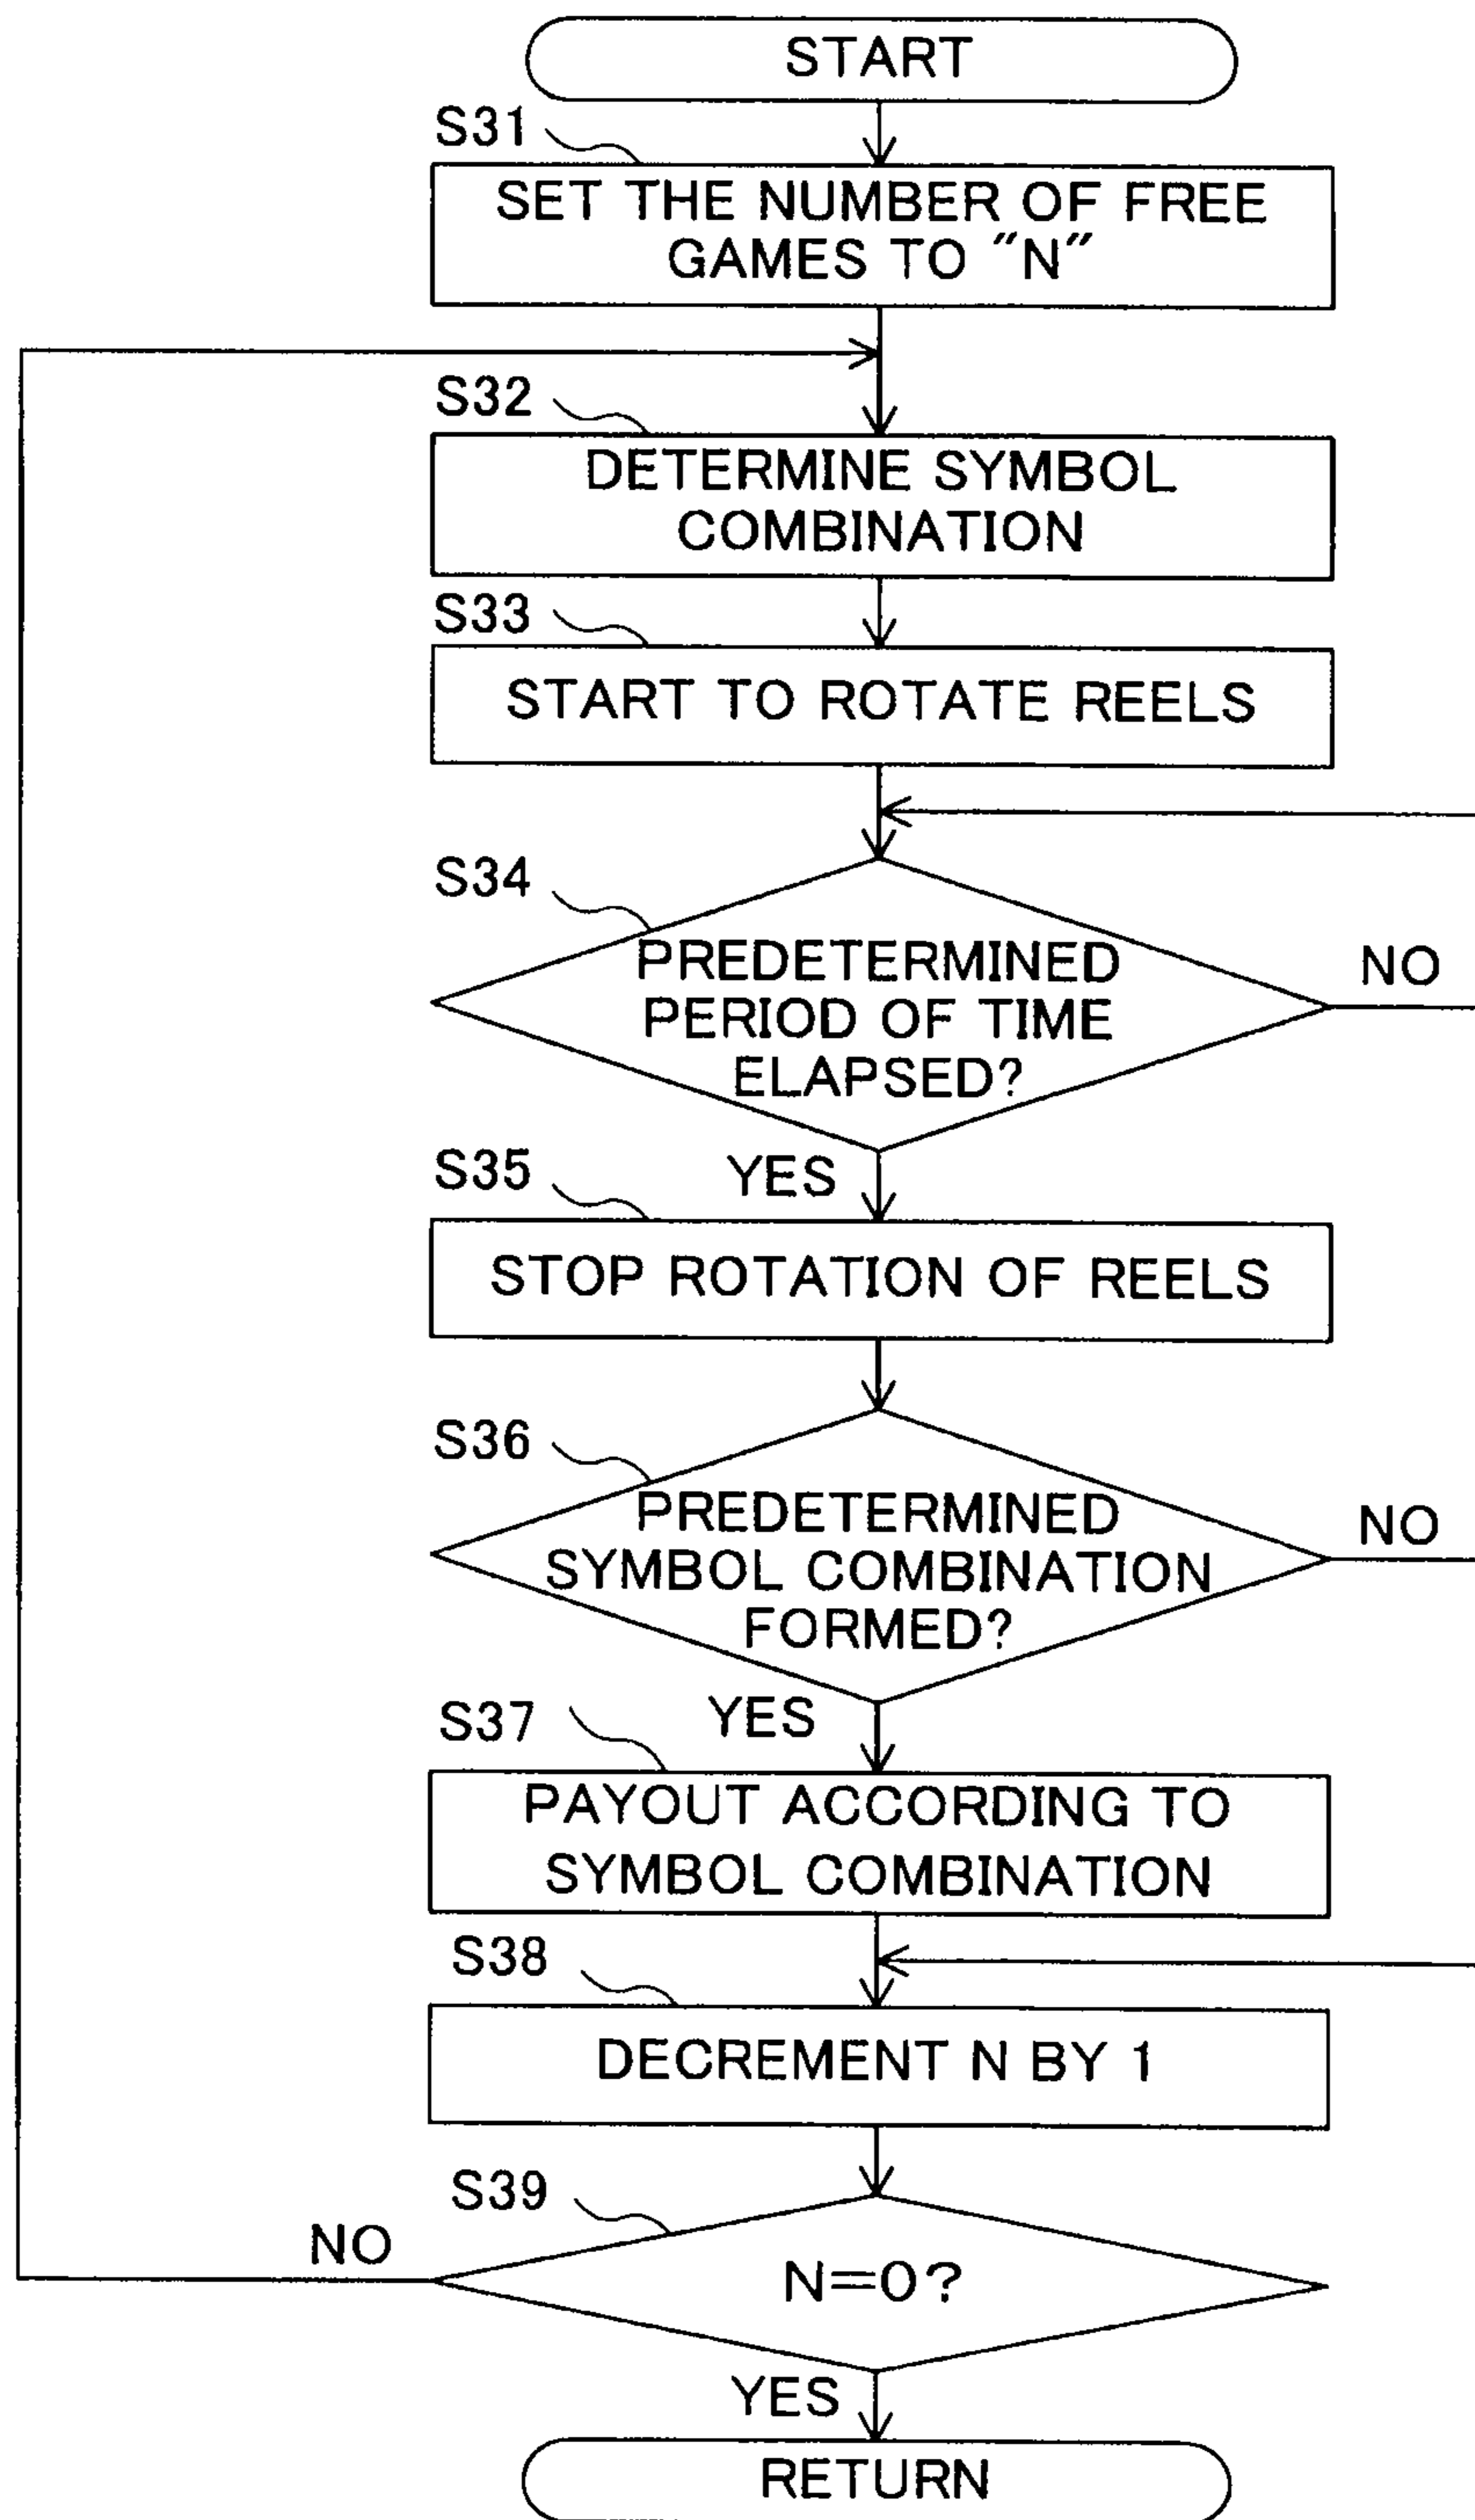 START
S31
SET THE NUMBER OF FREE
GAMES TO "N"
S32
DETERMINE SYMBOL
COMBINATION
S33
START TO ROTATE REELS
S34
PREDETERMINED
PERIOD OF TIME
ELAPSED?
NO
YES
S35
STOP ROTATION OF REELS
S36
PREDETERMINED
SYMBOL COMBINATION
FORMED?
NO
YES
S37
PAYOUT ACCORDING TO
SYMBOL COMBINATION
S38
DECREMENT N BY 1
S39
NO
N=0?
YES
RETURN